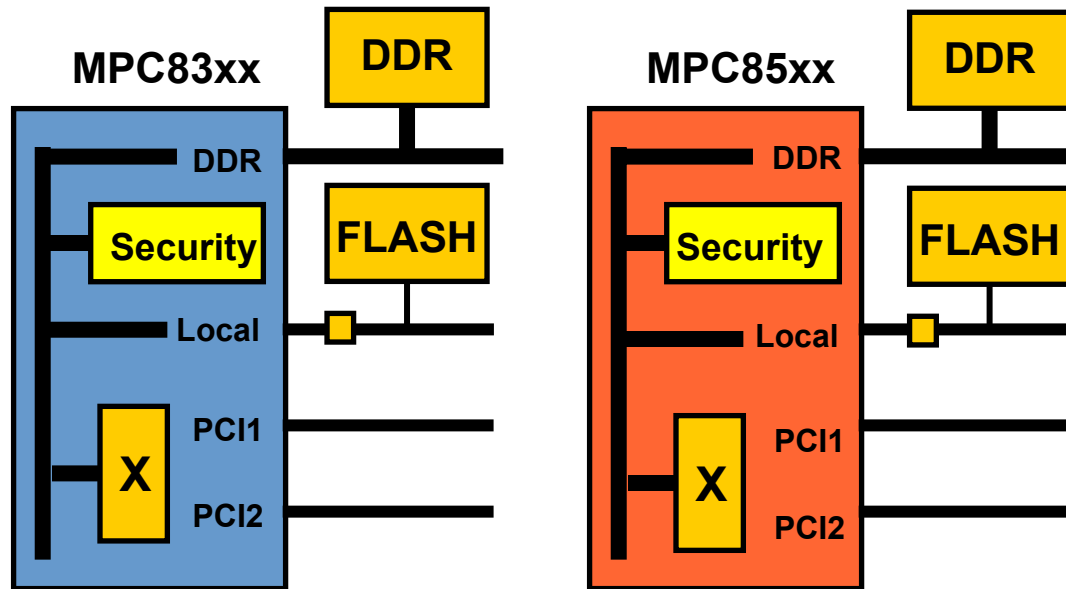 MPC83xx
DDR
DDR
Security
FLASH
Local
PCI1
X
PCI2
MPC85xx
DDR
DDR
Security
FLASH
Local
PCI1
X
PCI2